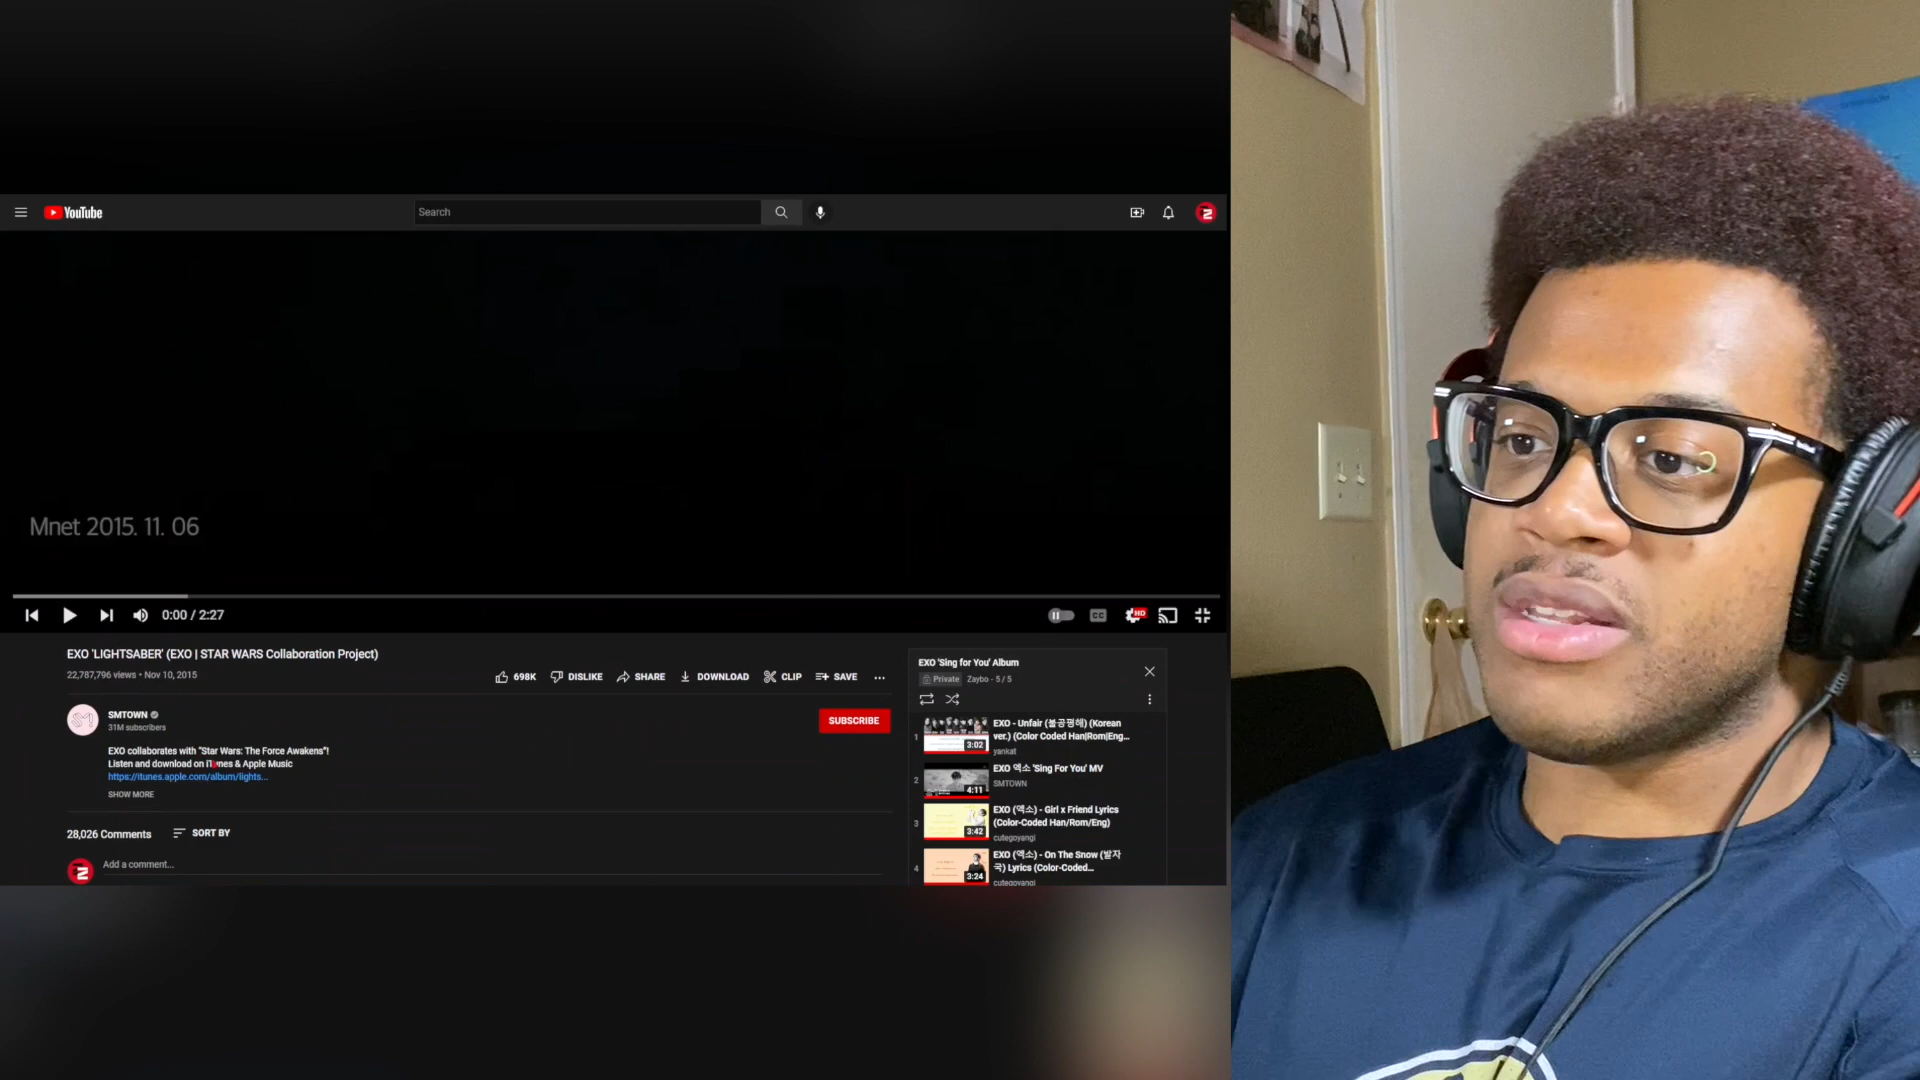 YouTube
Search
Mnet 2015. 11. 06
0:00 / 2:27
CC
HD
EXO 'LIGHTSABER' (EXO | STAR WARS Collaboration Project)
22,787,796 views • Nov 10, 2015
698K
DISLIKE
SHARE
DOWNLOAD
CLIP
SAVE
SMTOWN
31M subscribers
SUBSCRIBE
EXO collaborates with "Star Wars: The Force Awakens"!
Listen and download on iTunes & Apple Music
https://itunes.apple.com/album/lights...
SHOW MORE
28,026 Comments
SORT BY
Add a comment...
EXO 'Sing for You' Album
Private
Zaybo - 5 / 5
1
3:02
EXO - Unfair (불공평해) (Korean
ver.) (Color Coded Han|Rom|Eng...
yankat
2
4:11
EXO 엑소 'Sing For You' MV
SMTOWN
3
3:42
EXO (엑소) - Girl x Friend Lyrics
(Color-Coded Han/Rom/Eng)
cutegoyangi
4
3:24
EXO (엑소) - On The Snow (발자
국) Lyrics (Color-Coded...
cutegoyangi